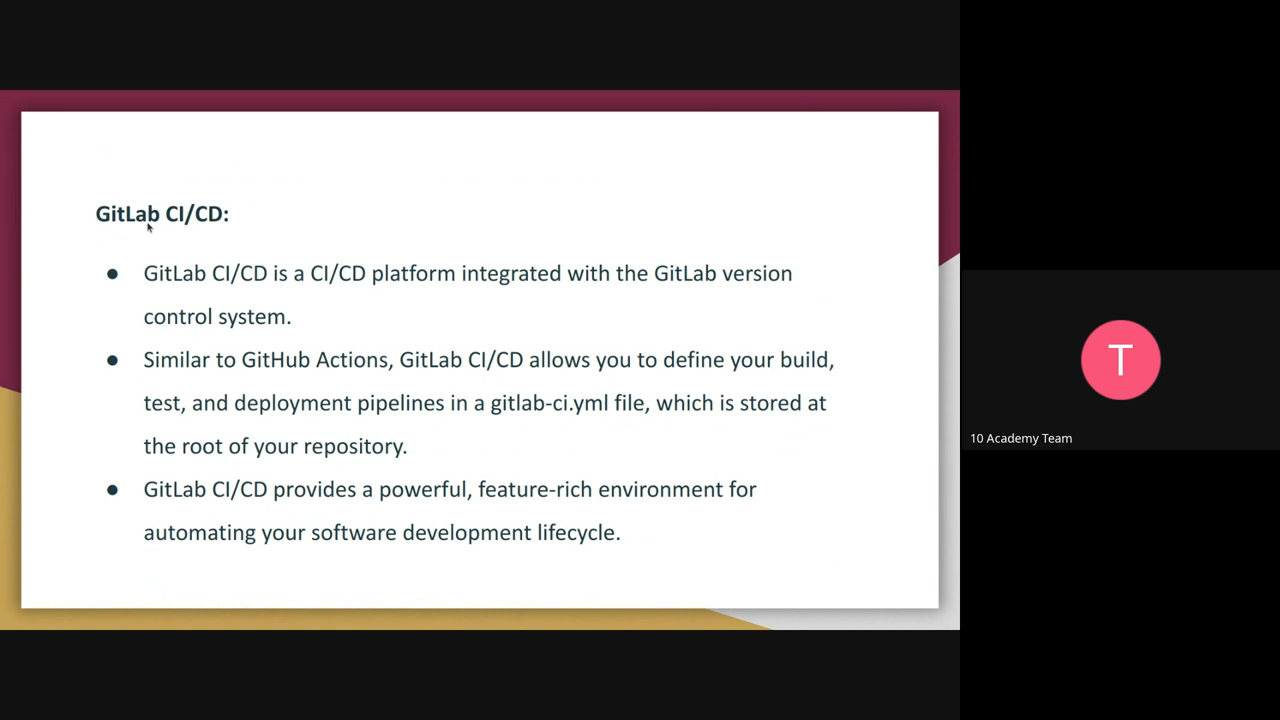 GitLab CI/CD:
● GitLab CI/CD is a CI/CD platform integrated with the GitLab version
control system.
● Similar to GitHub Actions, GitLab CI/CD allows you to define your build,
test, and deployment pipelines in a gitlab-ci.yml file, which is stored at
the root of your repository.
● GitLab CI/CD provides a powerful, feature-rich environment for
automating your software development lifecycle.
T
10 Academy Team